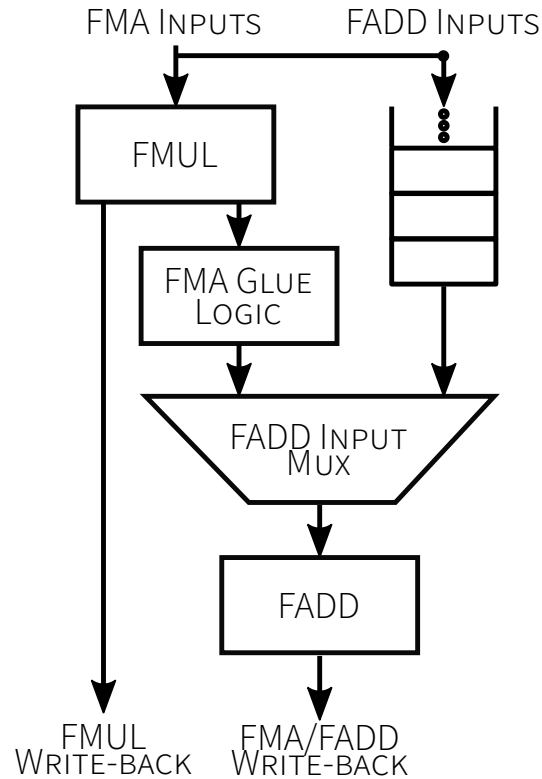 FMA INPUTS
FADD INPUTS
FMUL
FMA GLUE
LOGIC
FADD INPUT
MUX
FADD
FMUL
WRITE-BACK
FMA/FADD
WRITE-BACK